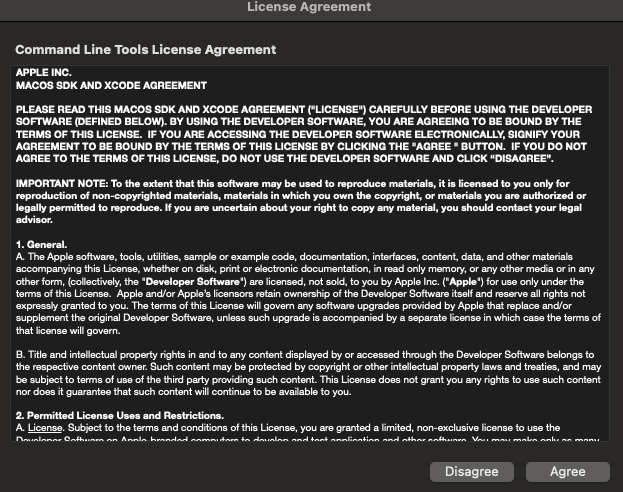 License Agreement
Command Line Tools License Agreement
APPLE INC.
MACOS SDK AND XCODE AGREEMENT
PLEASE READ THIS MACOS SDK AND XCODE AGREEMENT ("LICENSE") CAREFULLY BEFORE USING THE DEVELOPER
SOFTWARE (DEFINED BELOW). BY USING THE DEVELOPER SOFTWARE, YOU ARE AGREEING TO BE BOUND BY THE
TERMS OF THIS LICENSE.  IF YOU ARE ACCESSING THE DEVELOPER SOFTWARE ELECTRONICALLY, SIGNIFY YOUR
AGREEMENT TO BE BOUND BY THE TERMS OF THIS LICENSE BY CLICKING THE "AGREE " BUTTON.  IF YOU DO NOT
AGREE TO THE TERMS OF THIS LICENSE, DO NOT USE THE DEVELOPER SOFTWARE AND CLICK “DISAGREE”.
IMPORTANT NOTE: To the extent that this software may be used to reproduce materials, it is licensed to you only for
reproduction of non-copyrighted materials, materials in which you own the copyright, or materials you are authorized or
legally permitted to reproduce. If you are uncertain about your right to copy any material, you should contact your legal
advisor.
1. General.
A. The Apple software, tools, utilities, sample or example code, documentation, interfaces, content, data, and other materials
accompanying this License, whether on disk, print or electronic documentation, in read only memory, or any other media or in any
other form, (collectively, the "Developer Software") are licensed, not sold, to you by Apple Inc. ("Apple") for use only under the
terms of this License.  Apple and/or Apple's licensors retain ownership of the Developer Software itself and reserve all rights not
expressly granted to you. The terms of this License will govern any software upgrades provided by Apple that replace and/or
supplement the original Developer Software, unless such upgrade is accompanied by a separate license in which case the terms of
that license will govern.
B. Title and intellectual property rights in and to any content displayed by or accessed through the Developer Software belongs to
the respective content owner. Such content may be protected by copyright or other intellectual property laws and treaties, and may
be subject to terms of use of the third party providing such content. This License does not grant you any rights to use such content
nor does it guarantee that such content will continue to be available to you.
2. Permitted License Uses and Restrictions.
A. License. Subject to the terms and conditions of this License, you are granted a limited, non-exclusive license to use the
Developer Software on Apple-branded computers to develop and test application and other software. You may make only as many
Disagree
Agree